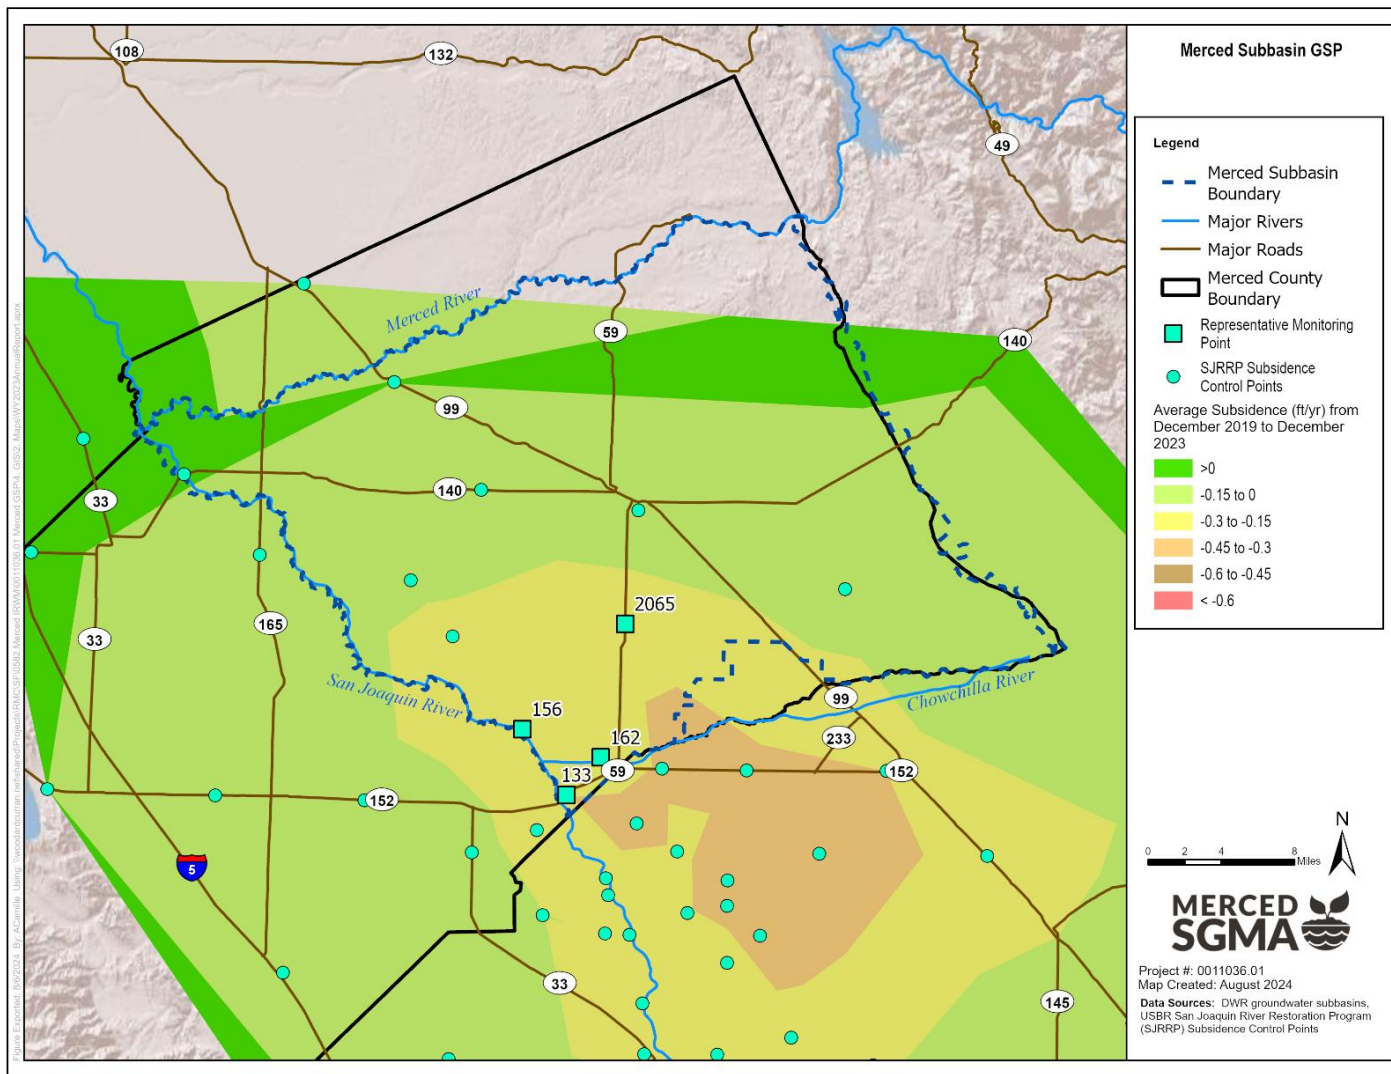 Merced Subbasin GSP
Legend
Merced Subbasin
Boundary
Major Rivers
Major Roads
Merced County
Boundary
Representative Monitoring
Point
SJRRP Subsidence
Control Points
Average Subsidence (ft/yr) from
December 2019 to December
2023
>0
-0.15 to 0
-0.3 to -0.15
-0.45 to -0.3
-0.6 to -0.45
< -0.6
N
0 2 4 8
Miles
MERCED
SGMA
Project #: 0011036.01
Map Created: August 2024
Data Sources: DWR groundwater subbasins,
USBR San Joaquin River Restoration Program
(SJRRP) Subsidence Control Points
108
132
49
Merced River
59
140
99
33
140
2065
33
165
San Joaquin River
156
162
133
59
99
Chowchilla River
233
152
152
5
33
145